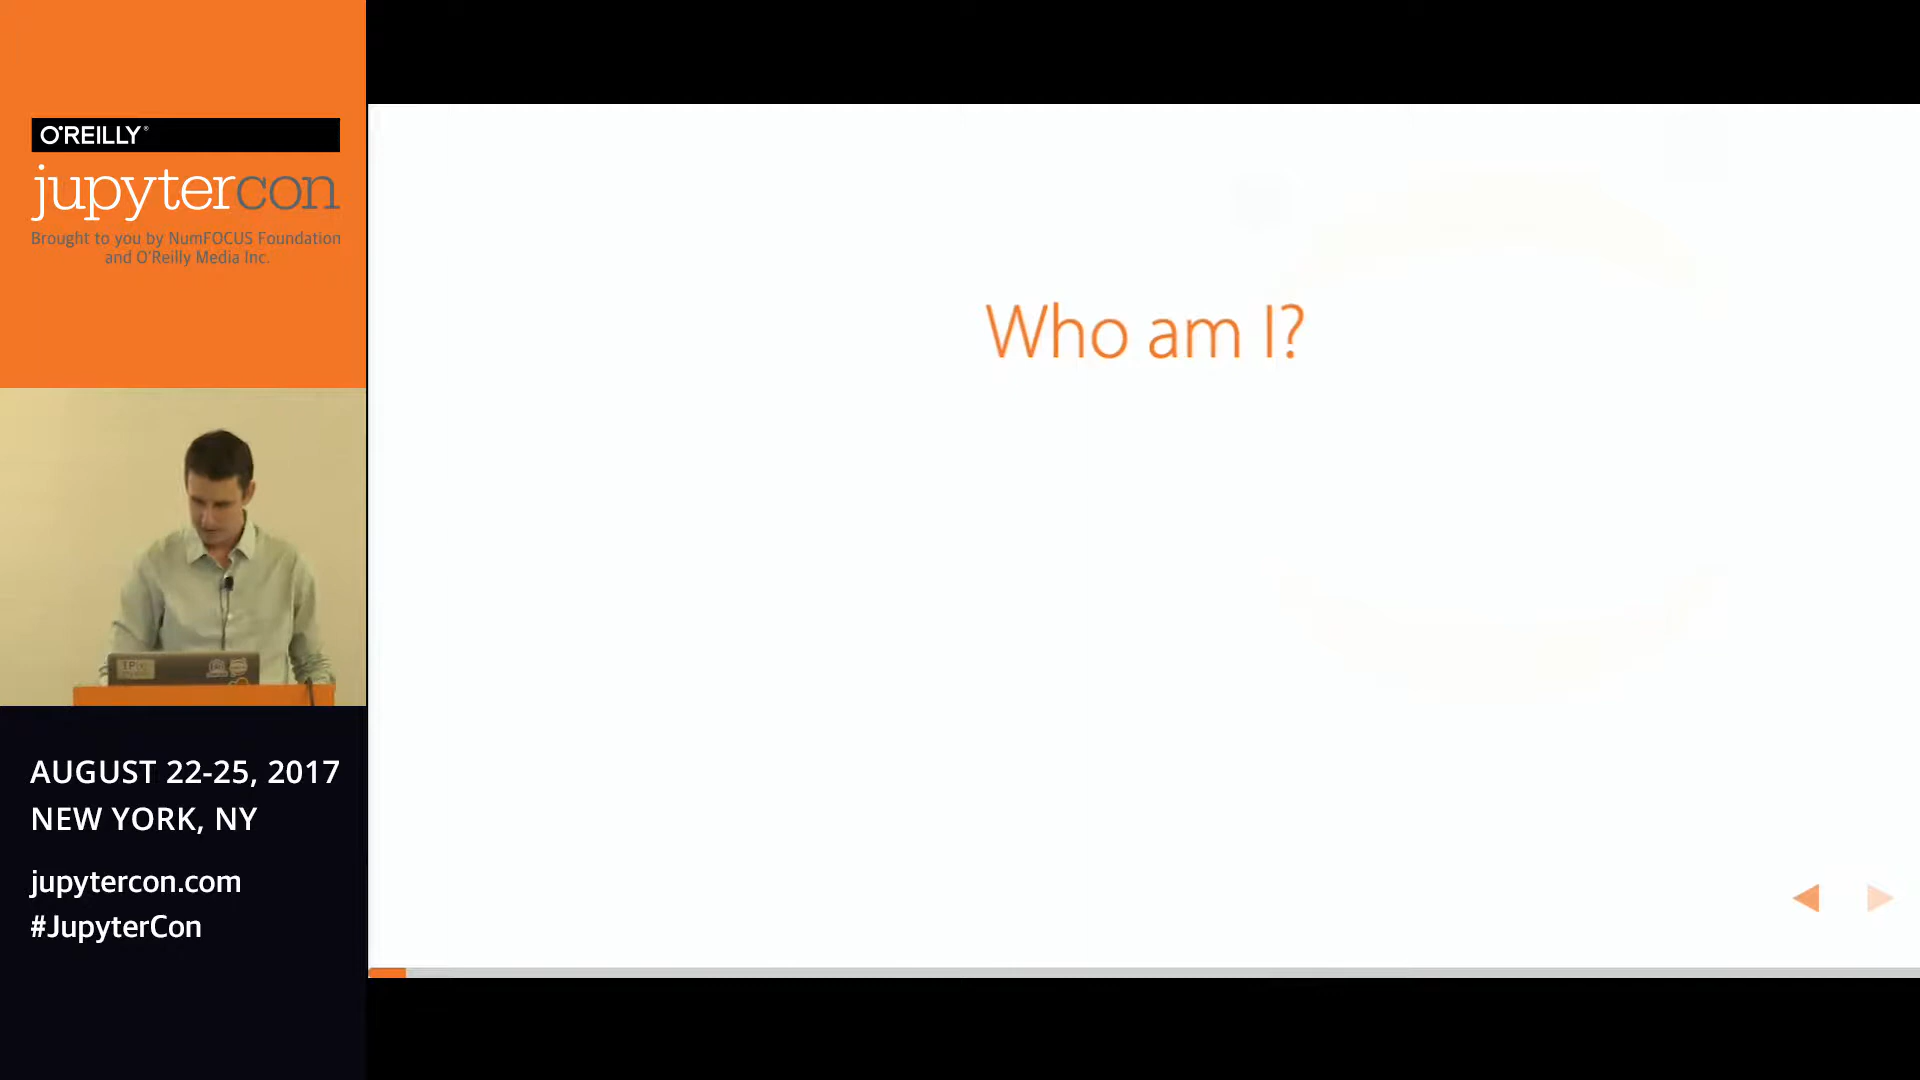 O'REILLY®
jupytercon
Brought to you by NumFOCUS Foundation
and O'Reilly Media Inc.
Who am I?
AUGUST 22-25, 2017
NEW YORK, NY
jupytercon.com
#JupyterCon